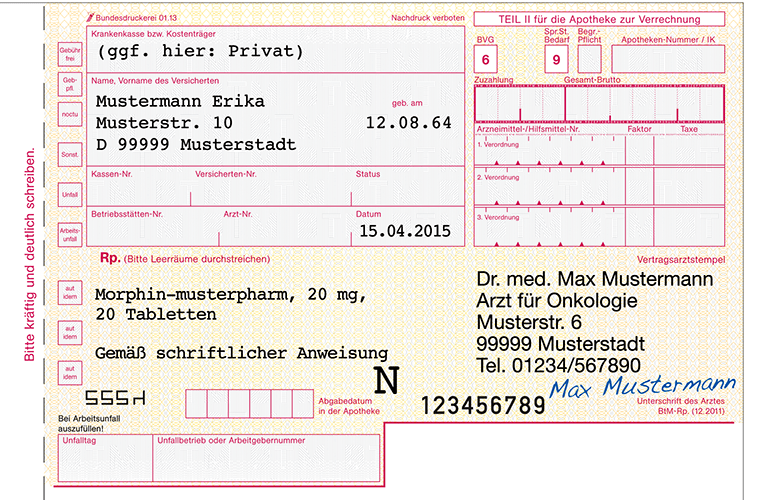 Bundesdruckerei 01.13
Nachdruck verboten
TEIL II für die Apotheke zur Verrechnung
Krankenkasse bzw. Kostenträger
(ggf. hier: Privat)
BVG
Spr.St.
Bedarf
Begr.-
Pflicht
Apotheken-Nummer / IK
6
9
Gebühr
frei
Geb-
pfl.
noctu
Sonst.
Unfall
Arbeits-
unfall
Name, Vorname des Versicherten
Mustermann Erika
geb. am
Musterstr. 10
12.08.64
D 99999 Musterstadt
Zuzahlung
Gesamt-Brutto
Arzneimittel-/Hilfsmittel-Nr.
Faktor
Taxe
1. Verordnung
2. Verordnung
3. Verordnung
Kassen-Nr.
Versicherten-Nr.
Status
Betriebsstätten-Nr.
Arzt-Nr.
Datum
15.04.2015
Bitte kräftig und deutlich schreiben.
Rp. (Bitte Leerräume durchstreichen)
Vertragsarztstempel
aut
idem
aut
idem
aut
idem
Morphin-musterpharm, 20 mg,
20 Tabletten
Gemäß schriftlicher Anweisung
N
Dr. med. Max Mustermann
Arzt für Onkologie
Musterstr. 6
99999 Musterstadt
Tel. 01234/567890
Max Mustermann
123456789
Unterschrift des Arztes
BtM-Rp. (12.2011)
Abgabedatum
in der Apotheke
Bei Arbeitsunfall
auszufüllen!
Unfalltag
Unfallbetrieb oder Arbeitgebernummer